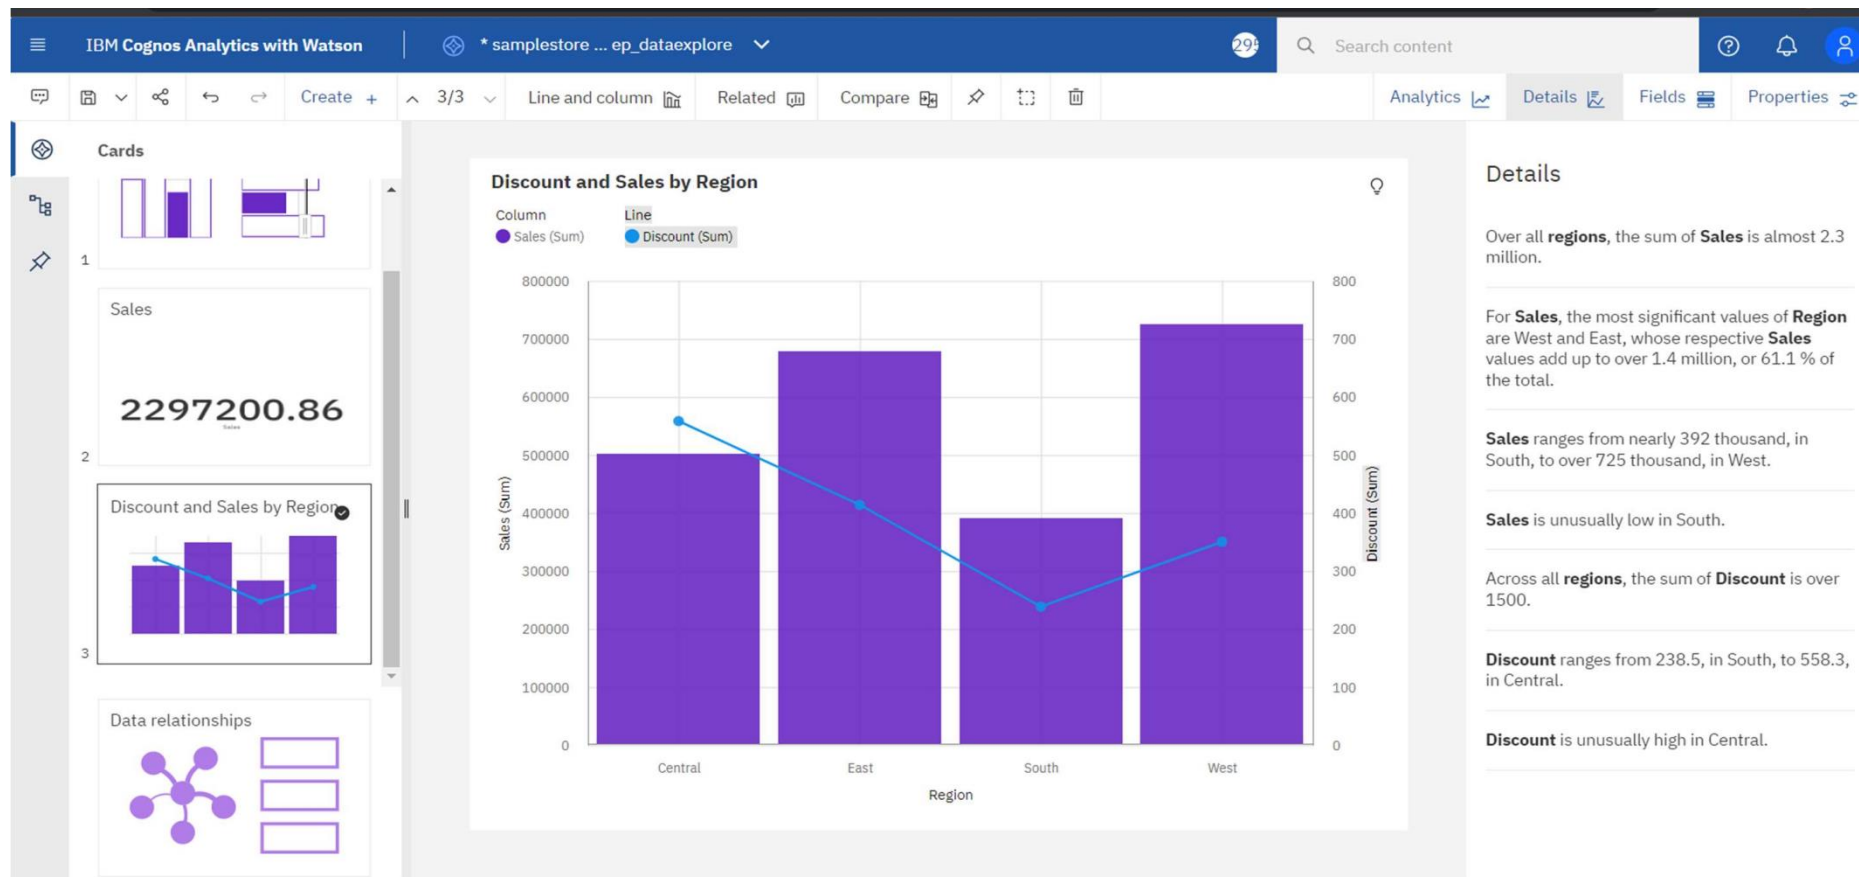 IBM Cognos Analytics with Watson
* samplestore ... ep_dataexplore
Search content
Create +
3/3
Line and column
Related
Compare
Analytics
Details
Fields
Properties
Cards
1
Sales
2297200.86
Sales
2
Discount and Sales by Region
3
Data relationships
Discount and Sales by Region
Column
Line
Sales (Sum)
Discount (Sum)
800000
700000
600000
500000
400000
300000
200000
100000
0
Sales (Sum)
800
700
600
500
400
300
200
100
0
Discount (Sum)
Central
East
South
West
Region
Details
Over all regions, the sum of Sales is almost 2.3
million.
For Sales, the most significant values of Region
are West and East, whose respective Sales
values add up to over 1.4 million, or 61.1 % of
the total.
Sales ranges from nearly 392 thousand, in
South, to over 725 thousand, in West.
Sales is unusually low in South.
Across all regions, the sum of Discount is over
1500.
Discount ranges from 238.5, in South, to 558.3,
in Central.
Discount is unusually high in Central.